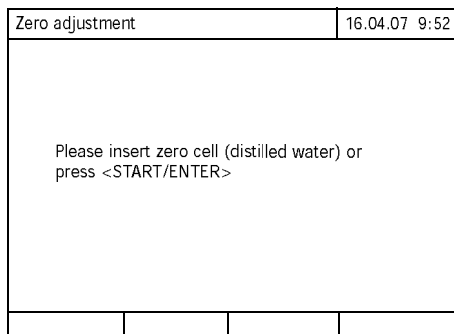 Zero adjustment
16.04.07 9:52
Please insert zero cell (distilled water) or
press <START/ENTER>